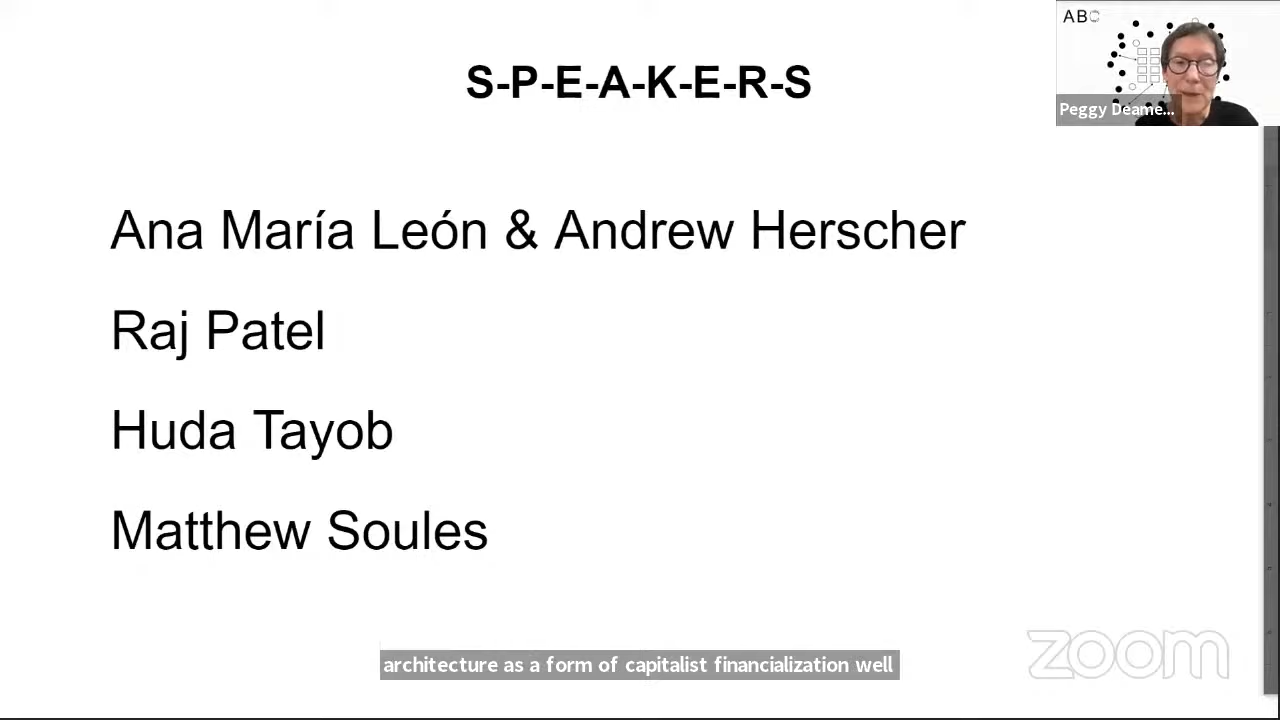 S-P-E-A-K-E-R-S
ABC
Peggy Deame...
Ana María León & Andrew Herscher
Raj Patel
Huda Tayob
Matthew Soules
architecture as a form of capitalist financialization well
zoom